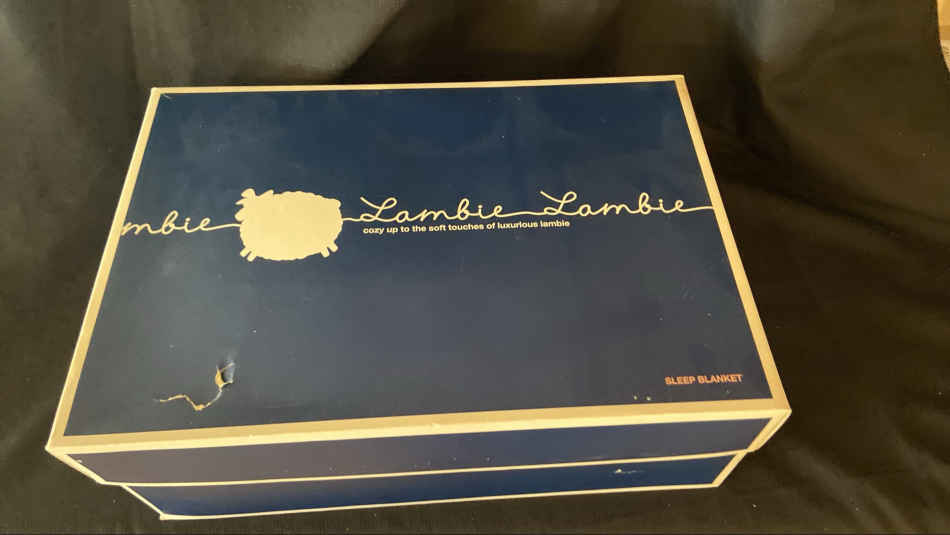 mbie Lambie Lambie
cozy up to the soft touches of luxurious lambie
SLEEP BLANKET